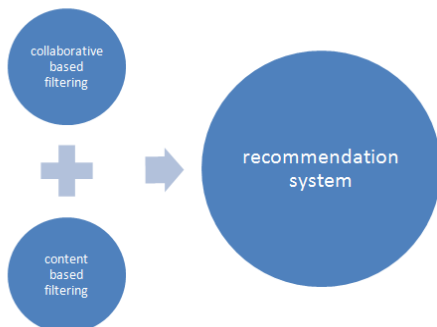 collaborative
based
filtering
content
based
filtering
recommendation
system